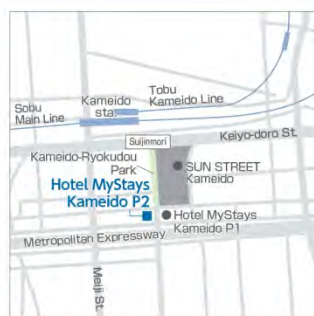 Tobu
Kameido Line
Kameido
sta.
Sobu
Main Line
Suijinmori
Keiyo-doro St.
Kameido-Ryokudou
Park
SUN STREET
Kameido
Hotel MyStays
Kameido P2
Hotel MyStays
Kameido P1
Metropolitan Expressway
Meiji St.